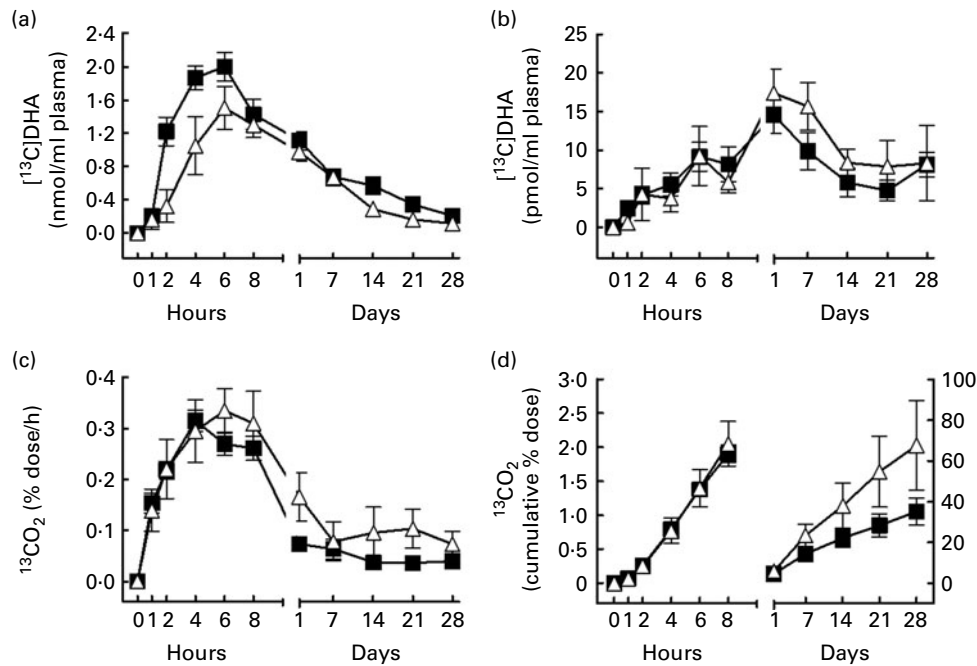 (a)
[¹³C]DHA
(nmol/ml plasma)
2·4
2·0
1·6
1·2
0·8
0·4
0·0
0 1 2 4 6 8 1 7 14 21 28
Hours Days
(b)
[¹³C]DHA
(pmol/ml plasma)
25
20
15
10
5
0
0 1 2 4 6 8 1 7 14 21 28
Hours Days
(c)
¹³CO₂ (% dose/h)
0·4
0·3
0·2
0·1
0·0
0 1 2 4 6 8 1 7 14 21 28
Hours Days
(d)
¹³CO₂
(cumulative % dose)
3·0
2·5
2·0
1·5
1·0
0·5
0
100
80
60
40
20
0
0 1 2 4 6 8 1 7 14 21 28
Hours Days